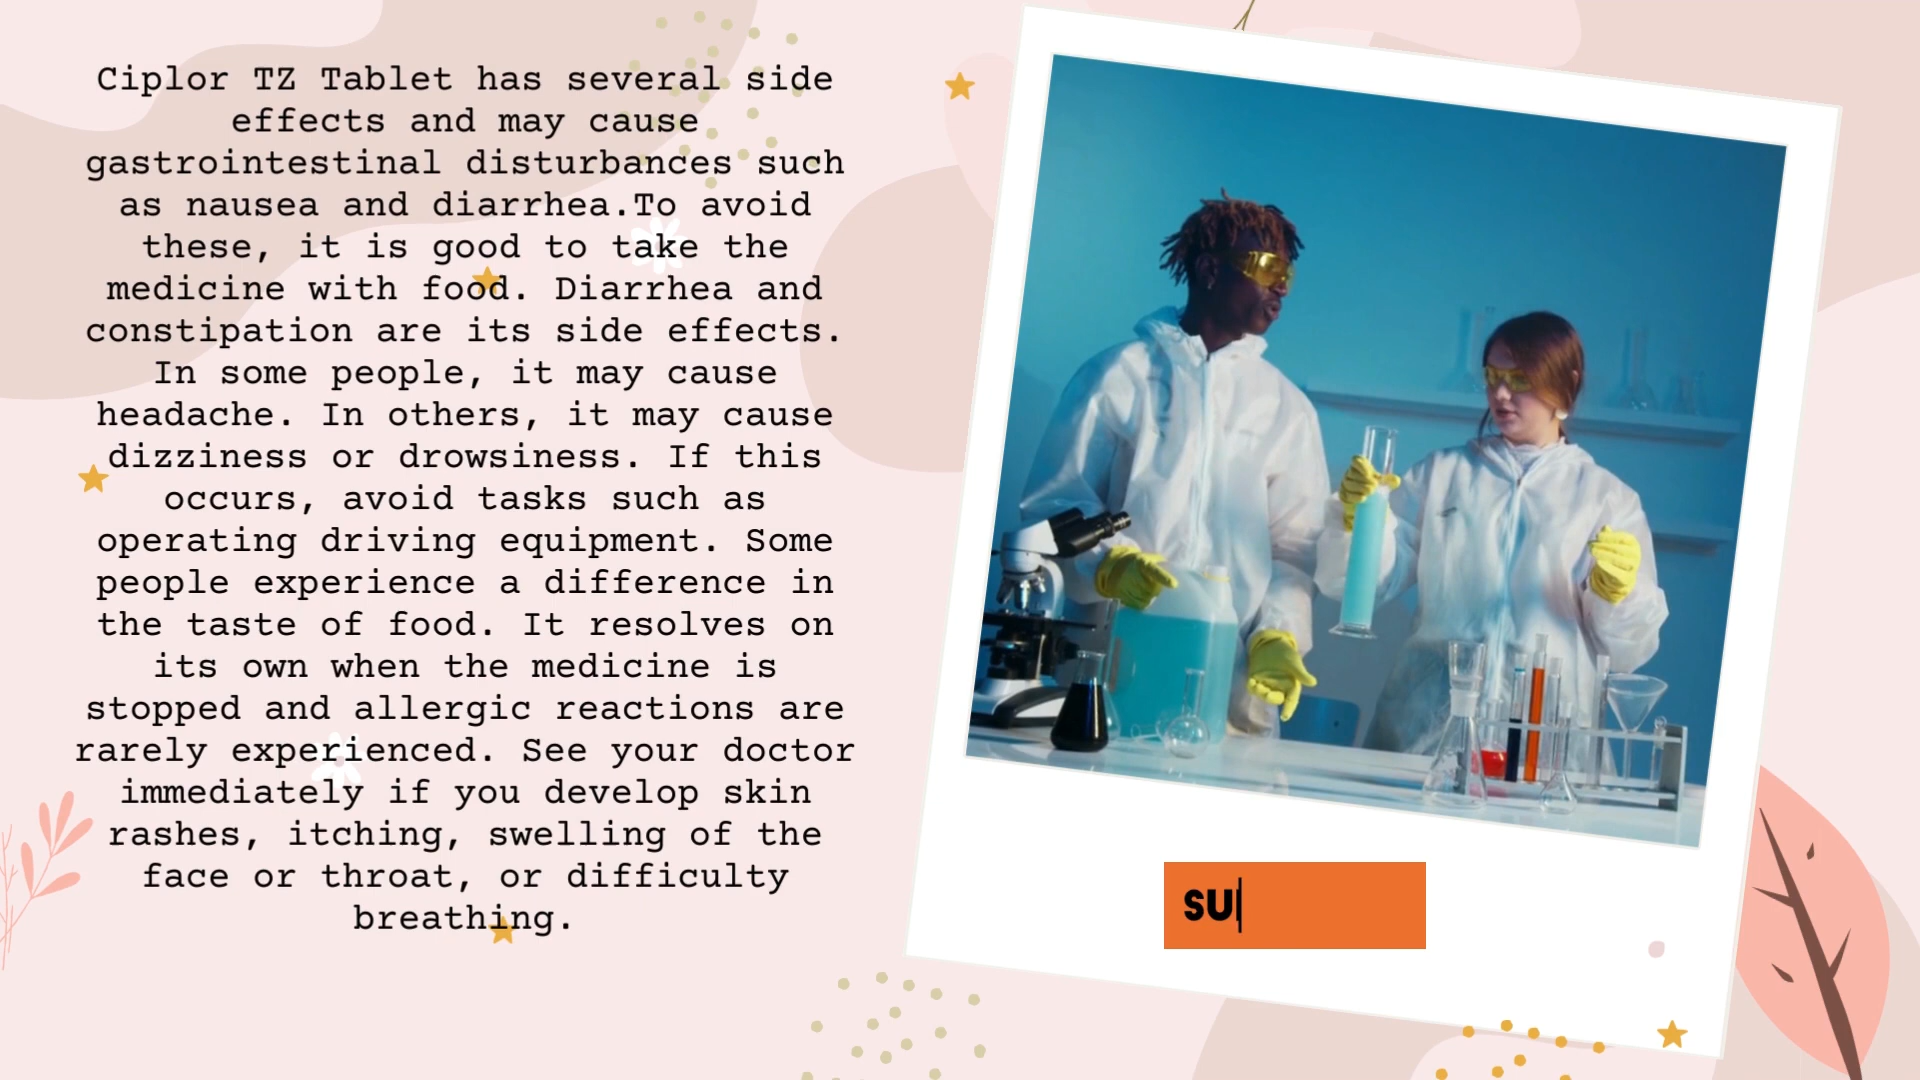 Ciplor TZ Tablet has several side
effects and may cause
gastrointestinal disturbances such
as nausea and diarrhea.To avoid
these, it is good to take the
medicine with food. Diarrhea and
constipation are its side effects.
In some people, it may cause
headache. In others, it may cause
dizziness or drowsiness. If this
occurs, avoid tasks such as
operating driving equipment. Some
people experience a difference in
the taste of food. It resolves on
its own when the medicine is
stopped and allergic reactions are
rarely experienced. See your doctor
immediately if you develop skin
rashes, itching, swelling of the
face or throat, or difficulty
breathing.
SU